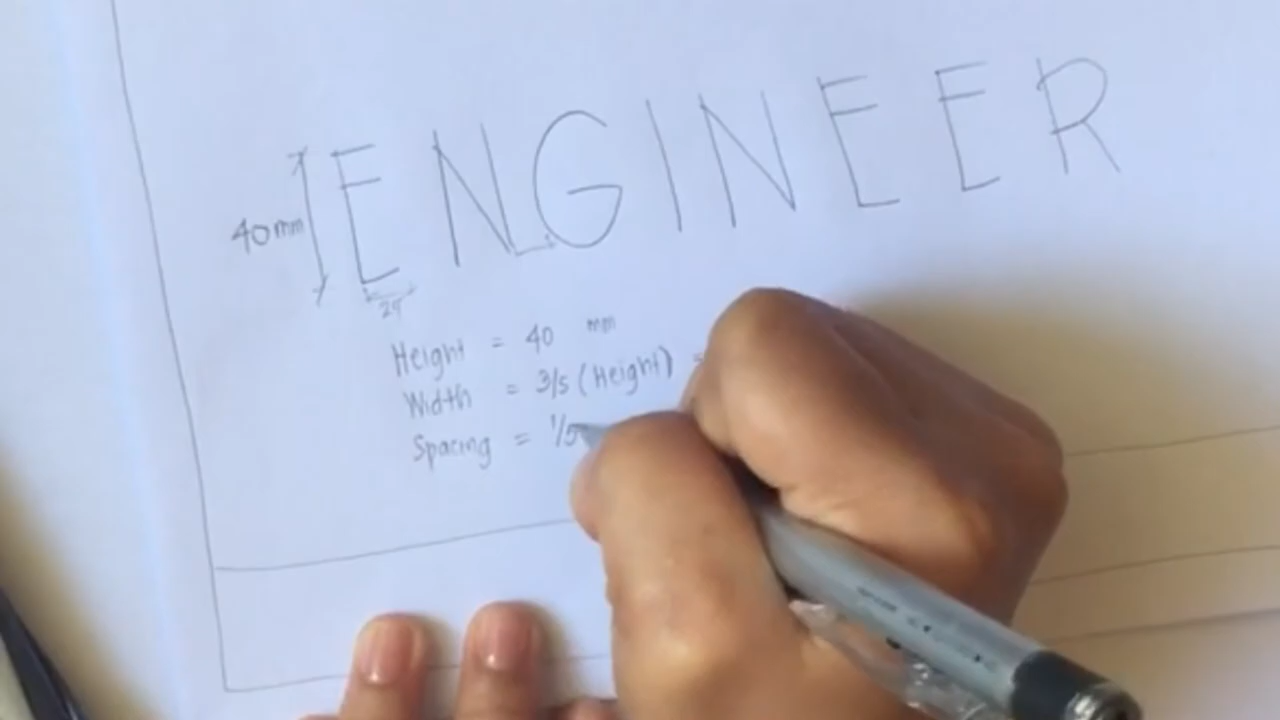 ENGINEER
40mm
24
Height = 40 mm
Width = 3/5 (Height) =
Spacing = 1/5